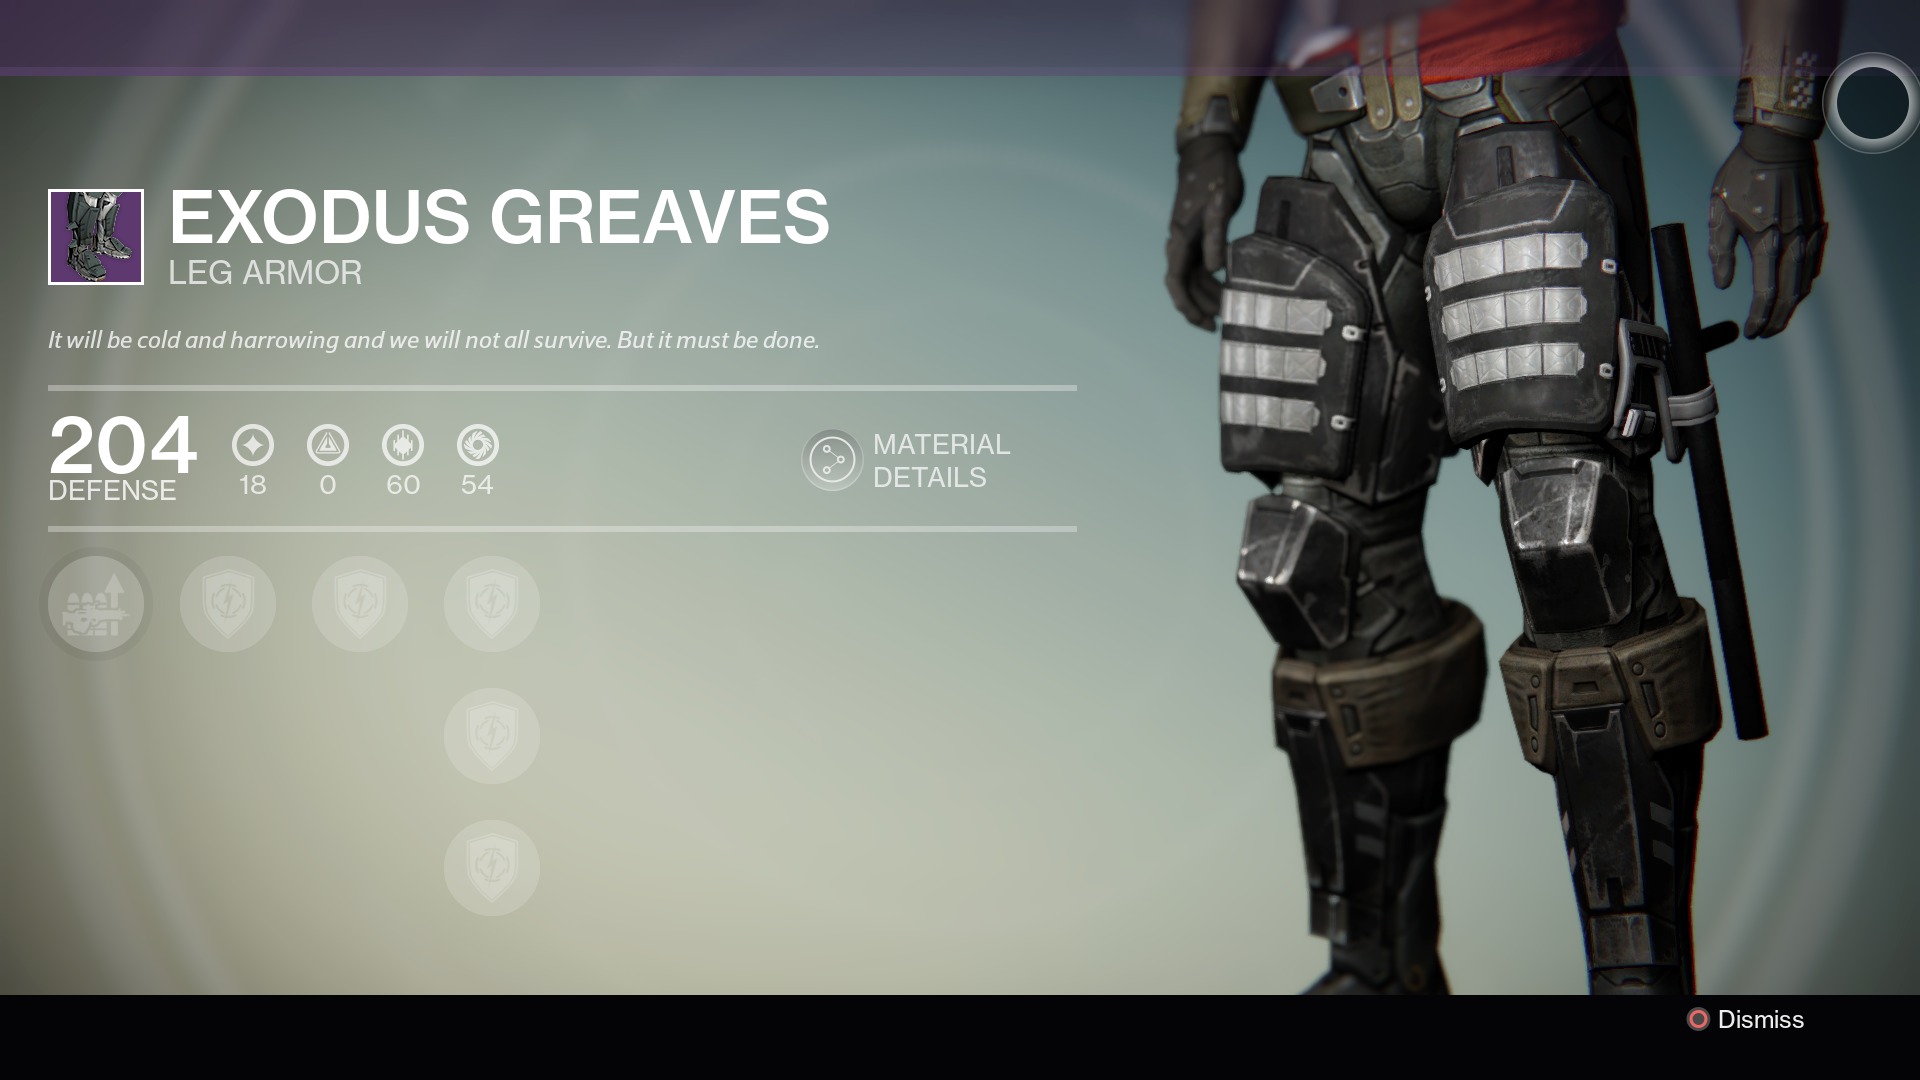 EXODUS GREAVES
LEG ARMOR
It will be cold and harrowing and we will not all survive. But it must be done.
204
DEFENSE
18
0
60
54
MATERIAL
DETAILS
Dismiss